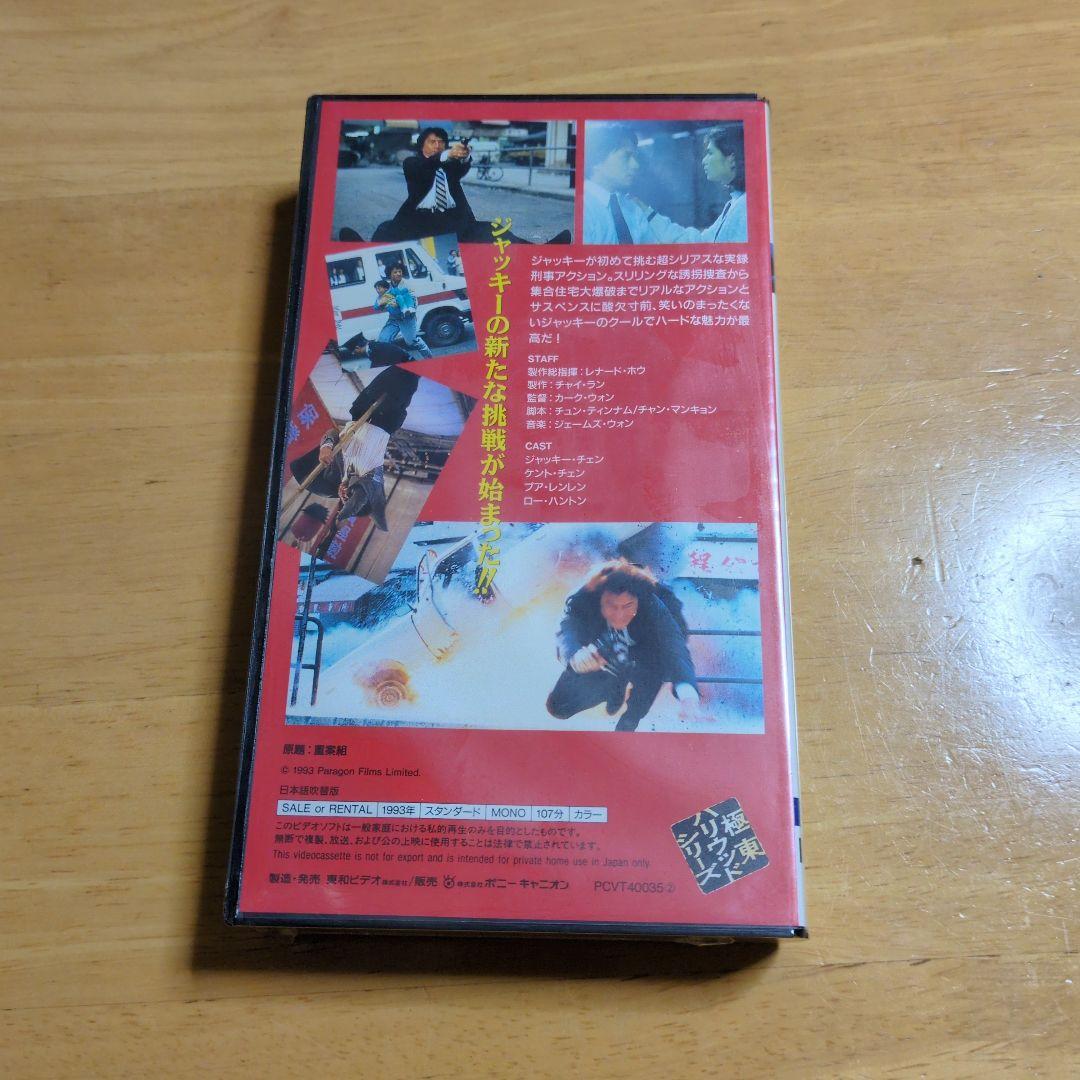 ジャッキーの新たな挑戦が始まった!!
ジャッキーが初めて挑む超シリアスな実録
刑事アクション。スリリングな誘拐捜査から
集合住宅大爆破までリアルなアクションと
サスペンスに酸欠寸前、笑いのまったくな
いジャッキーのクールでハードな魅力が最
高だ!
STAFF
製作総指揮:レナード・ホウ
製作:チャイ・ラン
監督:カーク・ウォン
脚本:チュン・ティンナム/チャン・マンキョン
音楽:ジェームズ・ウォン
CAST
ジャッキー・チェン
ケント・チェン
プア・レンレン
ロー・ハントン
原題:重案組
© 1993 Paragon Films Limited.
日本語吹替版
SALE or RENTAL 1993年 スタンダード MONO 107分 カラー
このビデオソフトは一般家庭における私的再生のみを目的としたものです。
無断で複製、放送、および公の上映に使用することは法律で禁止されています。
This videocassette is not for export and is intended for private home use in Japan only.
製造・発売 東和ビデオ株式会社/販売 株式会社ポニーキャニオン PCVT40035②
極東
ハリウッド
シリーズ